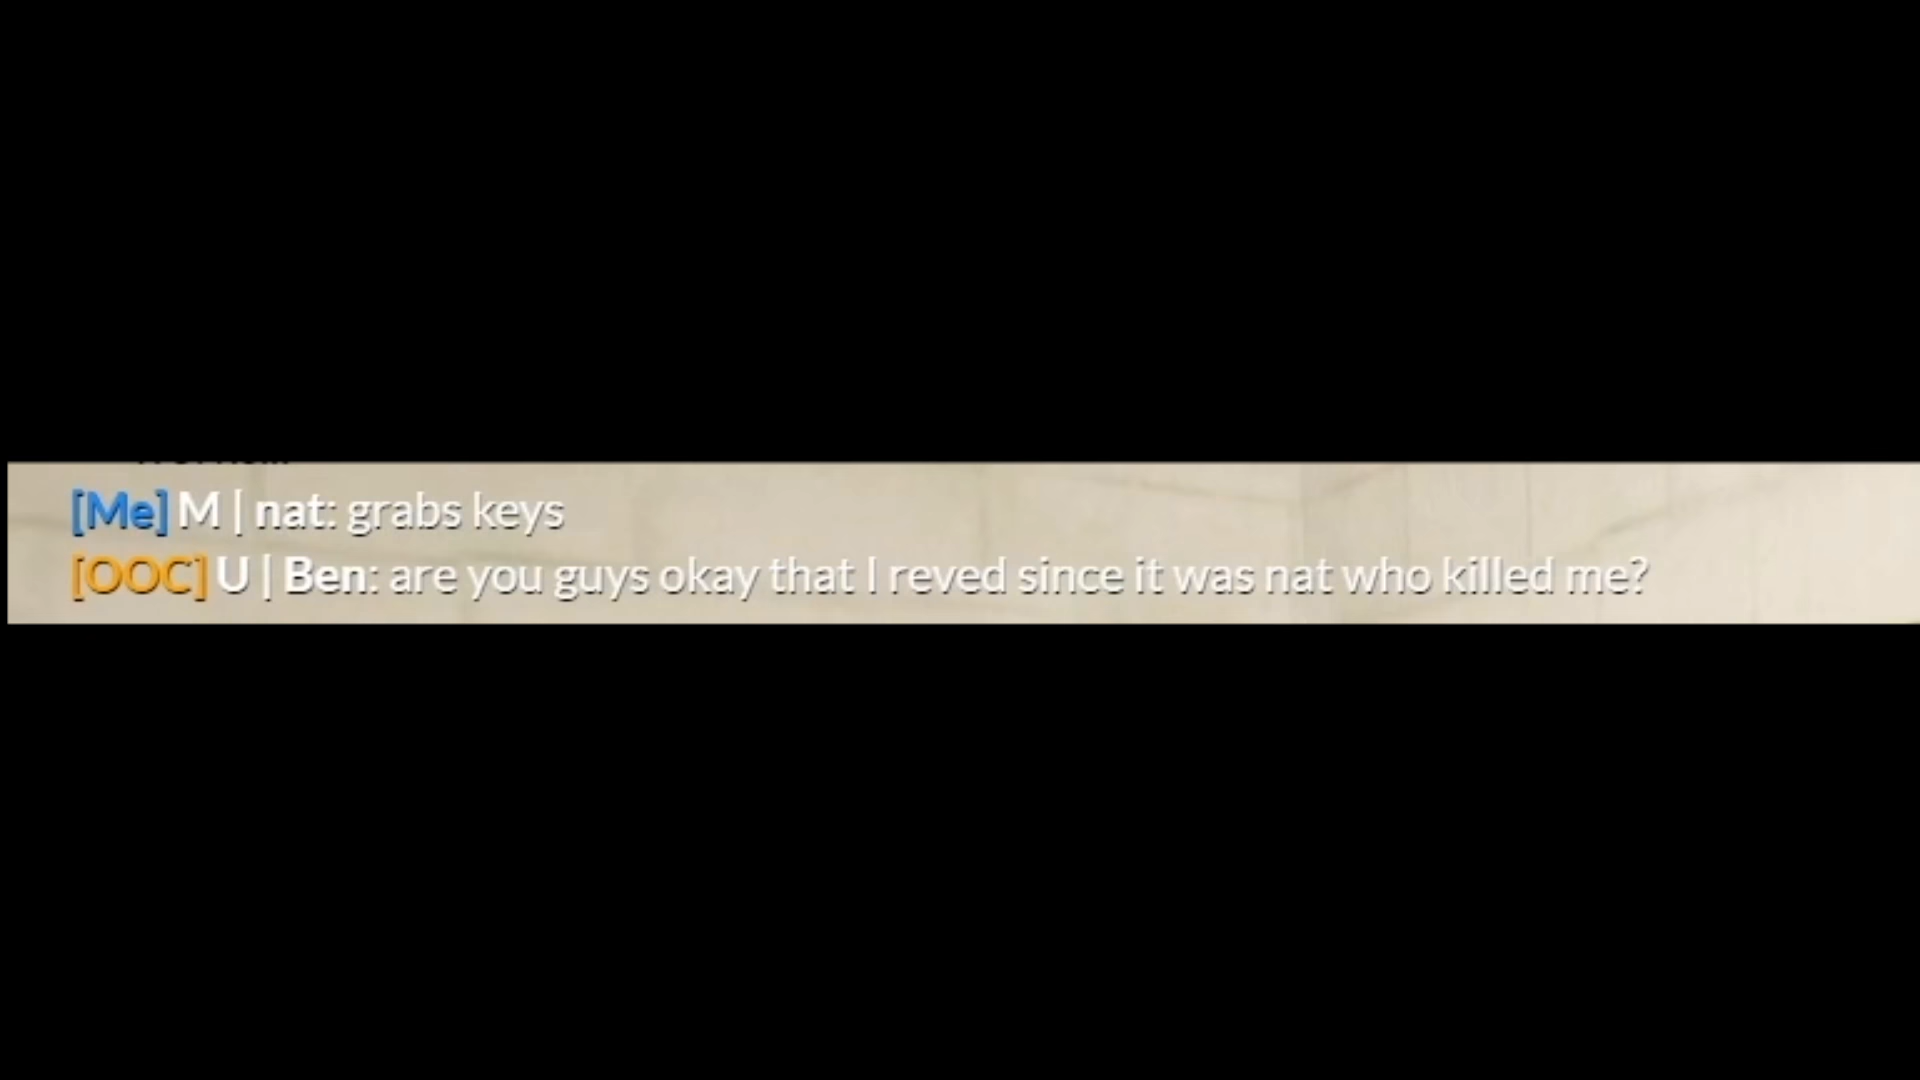 [Me] M | nat: grabs keys
[OOC] U | Ben: are you guys okay that I reved since it was nat who killed me?